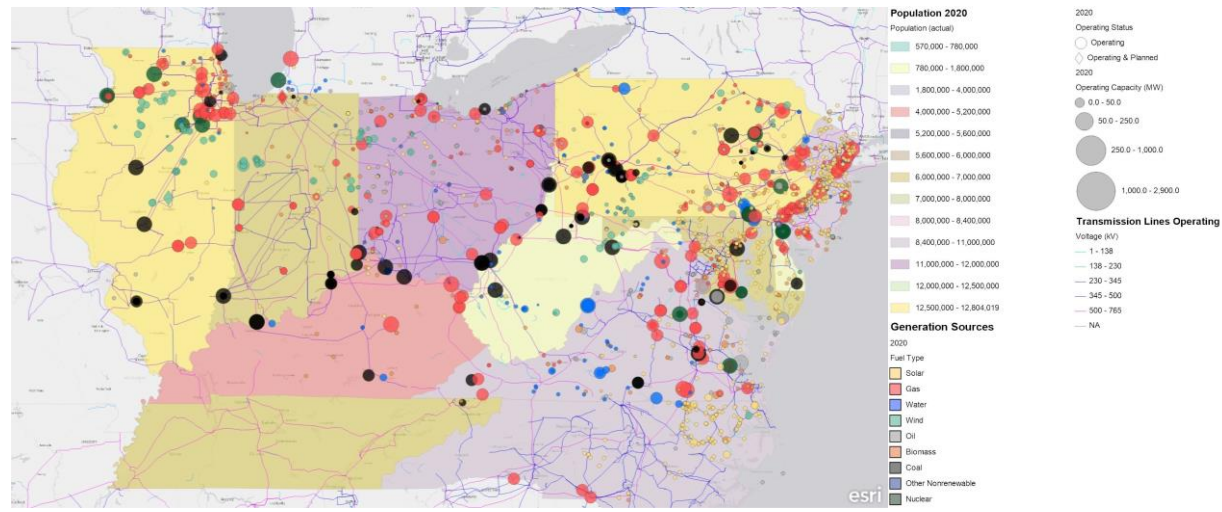 Population 2020
Population (actual)
570,000 - 780,000
780,000 - 1,800,000
1,800,000 - 4,000,000
4,000,000 - 5,200,000
5,200,000 - 5,600,000
5,600,000 - 6,000,000
6,000,000 - 7,000,000
7,000,000 - 8,000,000
8,000,000 - 8,400,000
8,400,000 - 11,000,000
11,000,000 - 12,000,000
12,000,000 - 12,500,000
12,500,000 - 12,804,019
Generation Sources
2020
Fuel Type
Solar
Gas
Water
Wind
Oil
Biomass
Coal
Other Nonrenewable
Nuclear
2020
Operating Status
Operating
Operating & Planned
2020
Operating Capacity (MW)
0.0 - 50.0
50.0 - 250.0
250.0 - 1,000.0
1,000.0 - 2,900.0
Transmission Lines Operating
Voltage (kV)
1 - 138
138 - 230
230 - 345
345 - 500
500 - 765
NA
esri